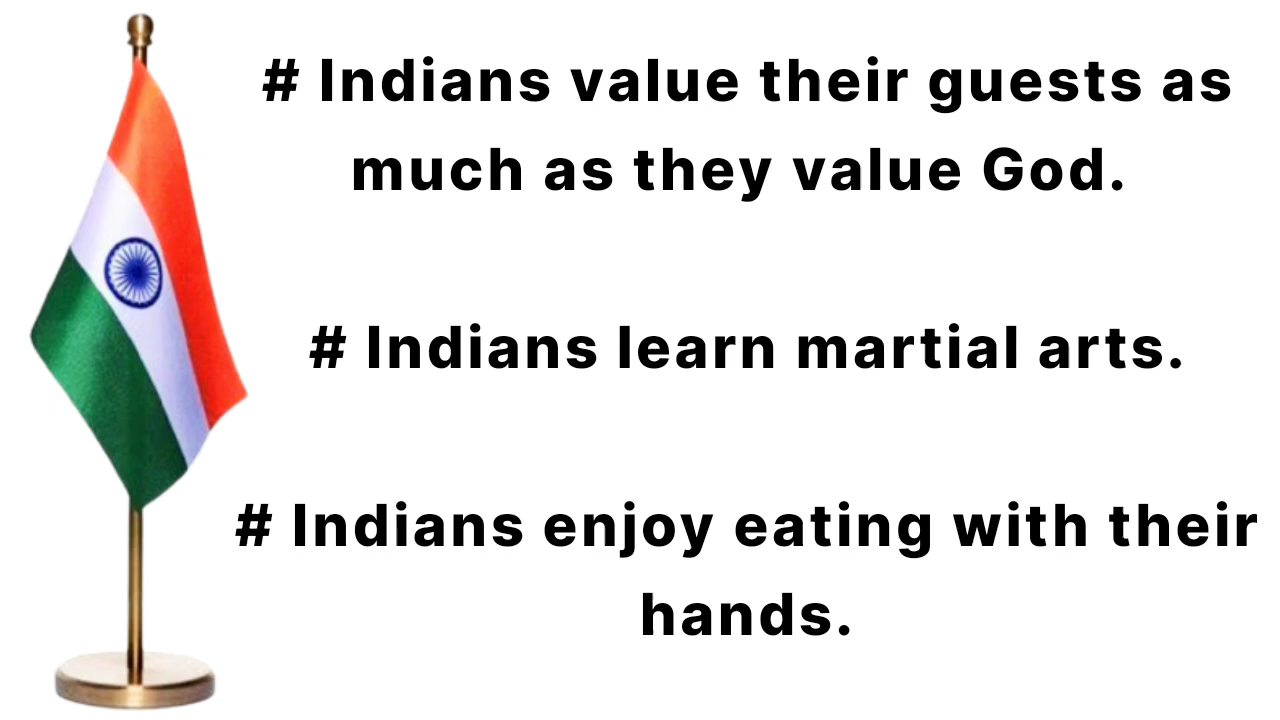 # Indians value their guests as
much as they value God.
# Indians learn martial arts.
# Indians enjoy eating with their
hands.